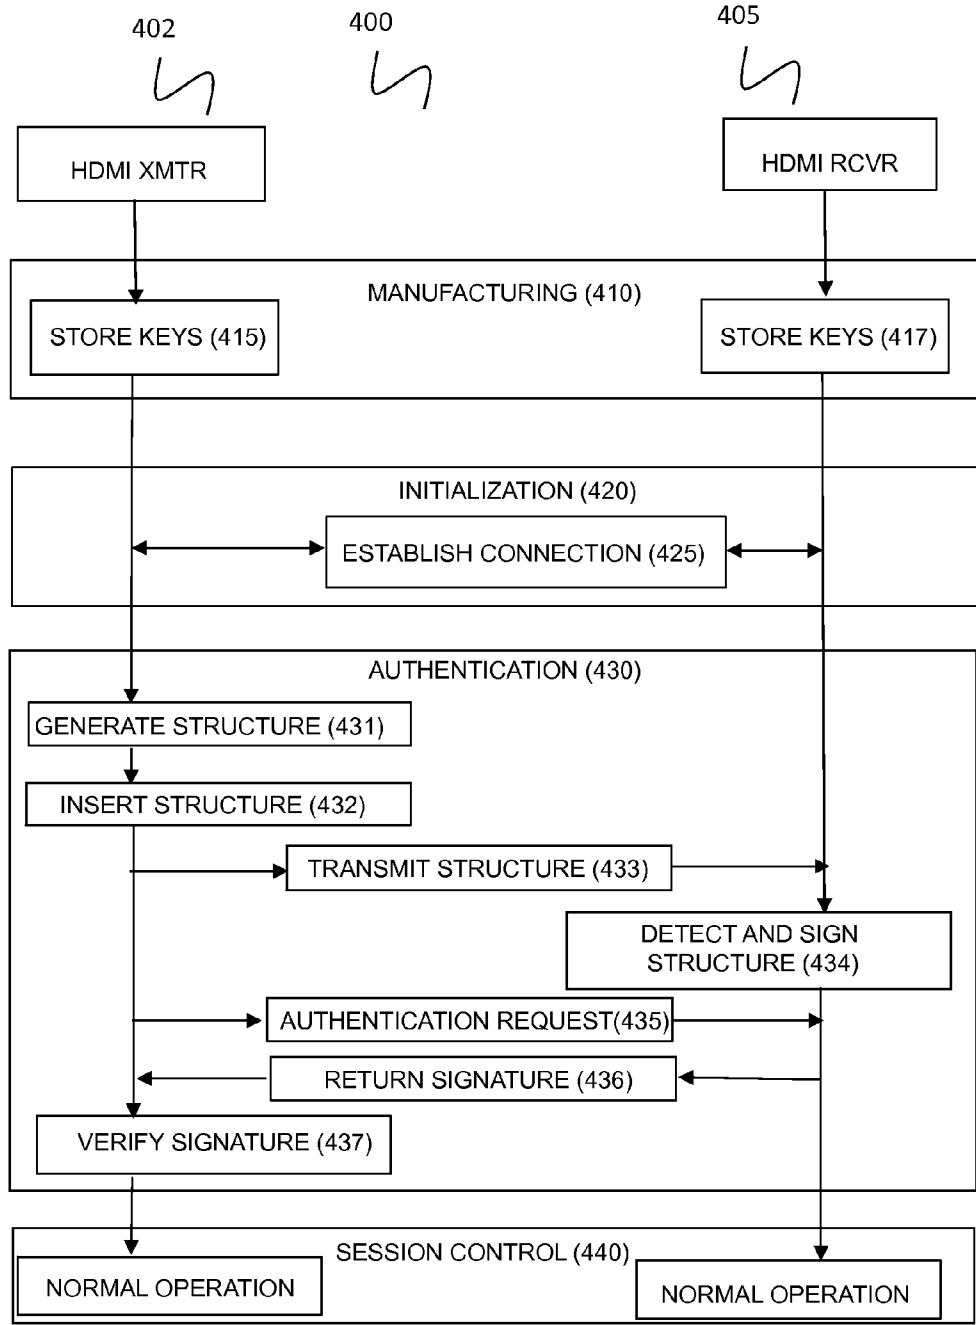 402
400
405
HDMI XMTR
HDMI RCVR
MANUFACTURING (410)
STORE KEYS (415)
STORE KEYS (417)
INITIALIZATION (420)
ESTABLISH CONNECTION (425)
AUTHENTICATION (430)
GENERATE STRUCTURE (431)
INSERT STRUCTURE (432)
TRANSMIT STRUCTURE (433)
DETECT AND SIGN
STRUCTURE (434)
AUTHENTICATION REQUEST(435)
RETURN SIGNATURE (436)
VERIFY SIGNATURE (437)
SESSION CONTROL (440)
NORMAL OPERATION
NORMAL OPERATION